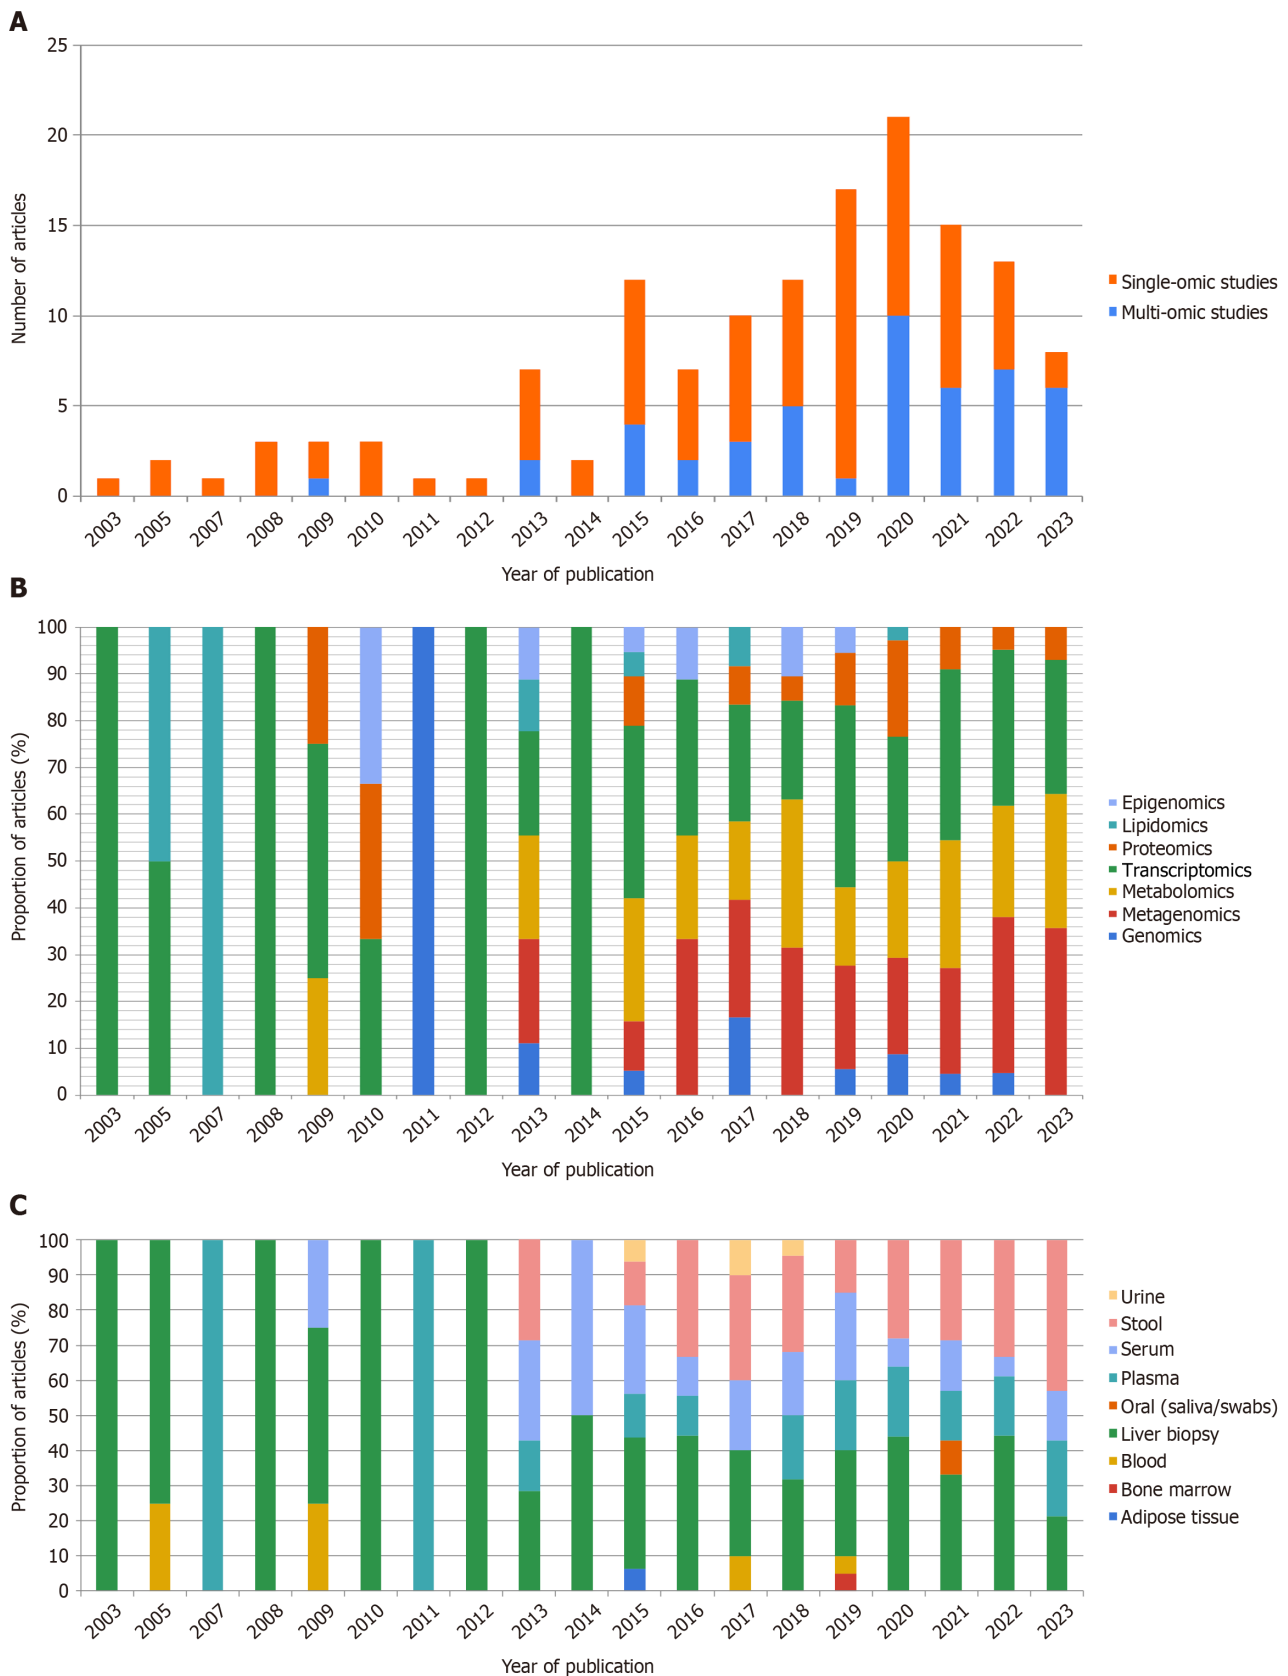 A
25
20
15
10
5
0
Number of articles
2003 2005 2007 2008 2009 2010 2011 2012 2013 2014 2015 2016 2017 2018 2019 2020 2021 2022 2023
Year of publication
Single-omic studies
Multi-omic studies
B
100
90
80
70
60
50
40
30
20
10
0
Proportion of articles (%)
2003 2005 2007 2008 2009 2010 2011 2012 2013 2014 2015 2016 2017 2018 2019 2020 2021 2022 2023
Year of publication
Epigenomics
Lipidomics
Proteomics
Transcriptomics
Metabolomics
Metagenomics
Genomics
C
100
90
80
70
60
50
40
30
20
10
0
Proportion of articles (%)
2003 2005 2007 2008 2009 2010 2011 2012 2013 2014 2015 2016 2017 2018 2019 2020 2021 2022 2023
Year of publication
Urine
Stool
Serum
Plasma
Oral (saliva/swabs)
Liver biopsy
Blood
Bone marrow
Adipose tissue